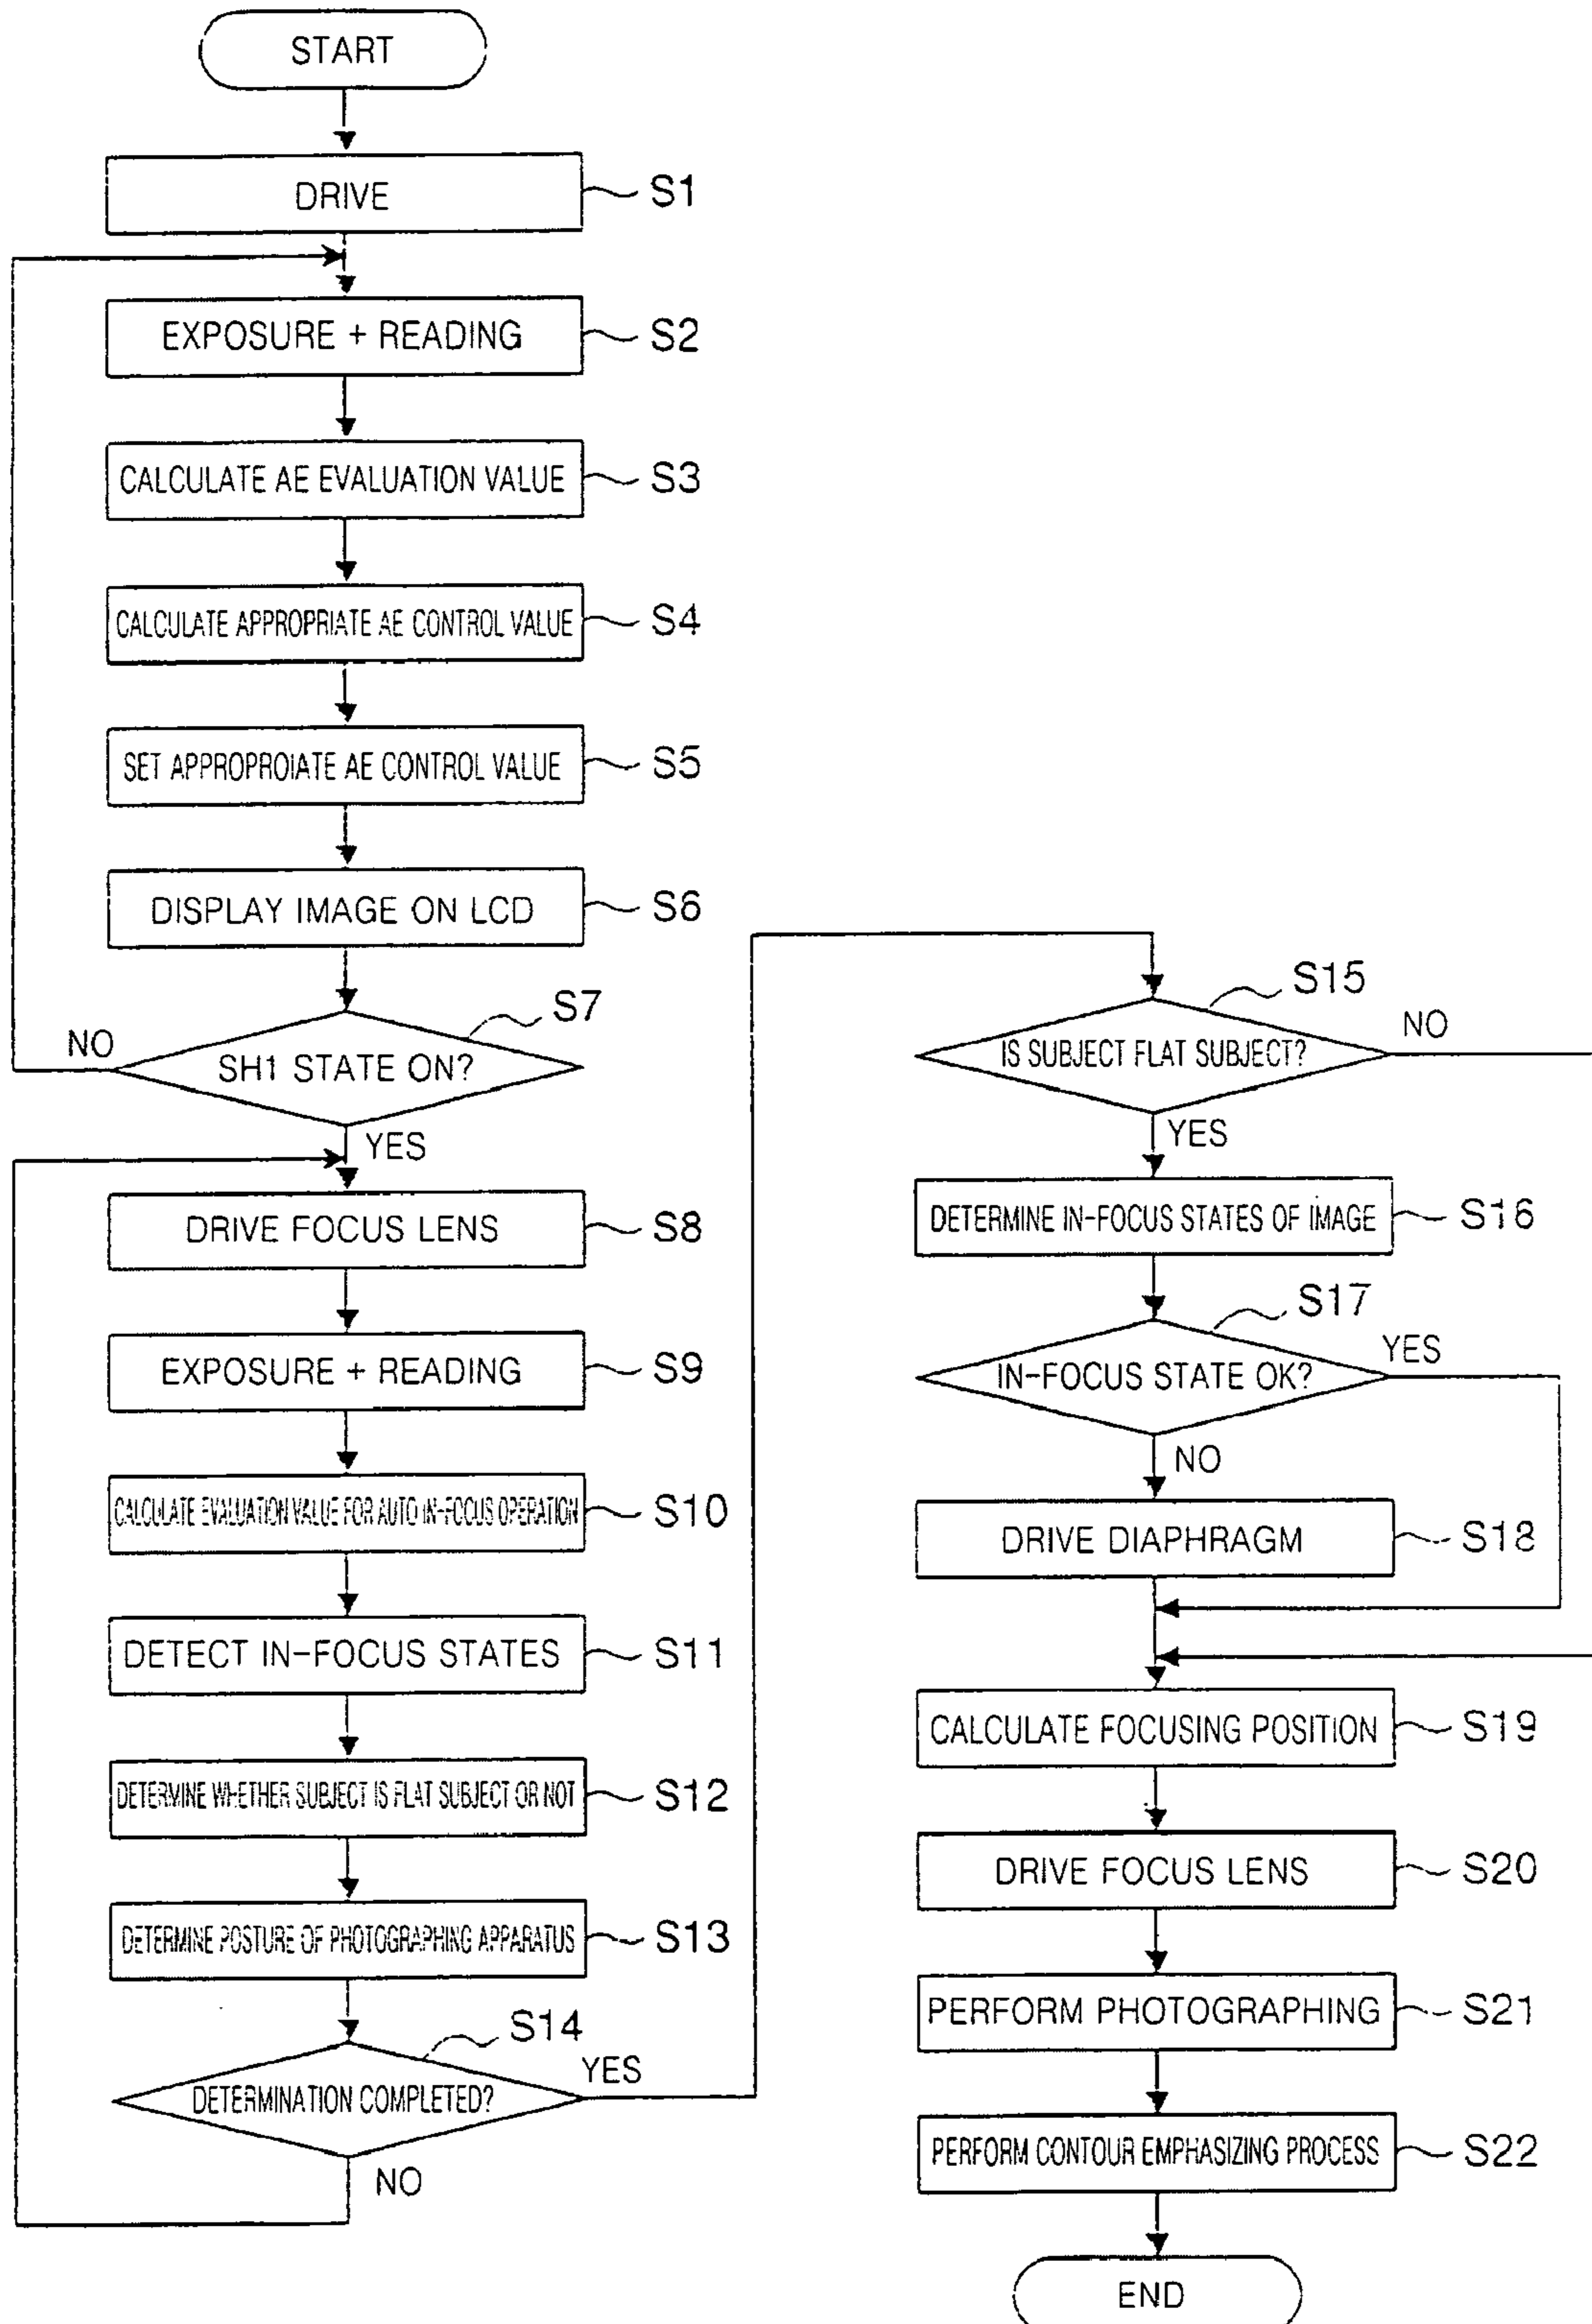 START
DRIVE
S1
EXPOSURE + READING
S2
CALCULATE AE EVALUATION VALUE
S3
CALCULATE APPROPRIATE AE CONTROL VALUE
S4
SET APPROPROIATE AE CONTROL VALUE
S5
DISPLAY IMAGE ON LCD
S6
S7
NO
SH1 STATE ON?
YES
DRIVE FOCUS LENS
S8
EXPOSURE + READING
S9
CALCULATE EVALUATION VALUE FOR AUTO IN-FOCUS OPERATION
S10
DETECT IN-FOCUS STATES
S11
DETERMINE WHETHER SUBJECT IS FLAT SUBJECT OR NOT
S12
DETERMINE POSTURE OF PHOTOGRAPHING APPARATUS
S13
S14
YES
DETERMINATION COMPLETED?
NO
S15
NO
IS SUBJECT FLAT SUBJECT?
YES
DETERMINE IN-FOCUS STATES OF IMAGE
S16
S17
YES
IN-FOCUS STATE OK?
NO
DRIVE DIAPHRAGM
S18
CALCULATE FOCUSING POSITION
S19
DRIVE FOCUS LENS
S20
PERFORM PHOTOGRAPHING
S21
PERFORM CONTOUR EMPHASIZING PROCESS
S22
END